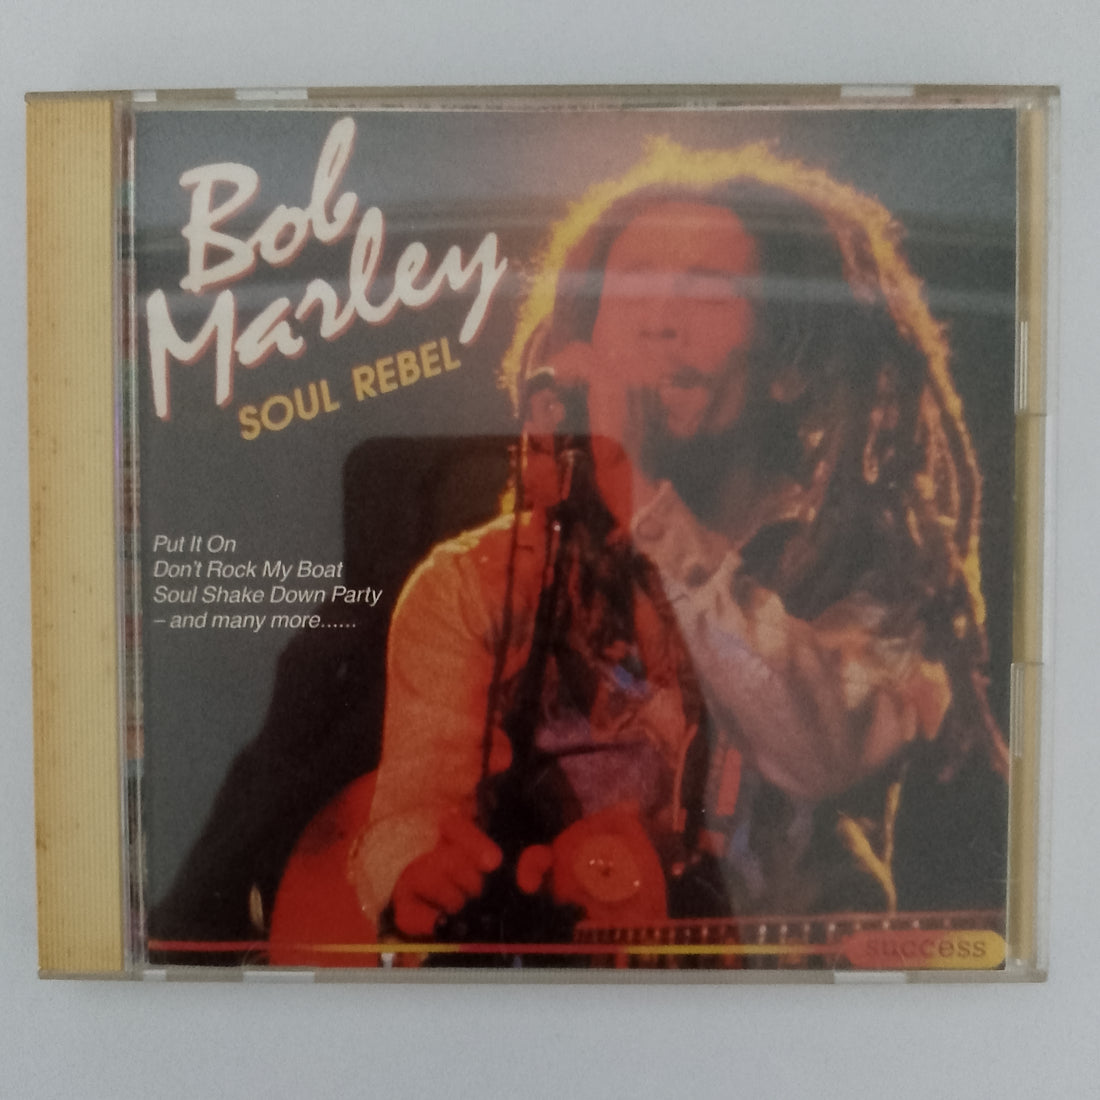 Bob
Marley
SOUL REBEL
Put It On
Don't Rock My Boat
Soul Shake Down Party
– and many more......
success